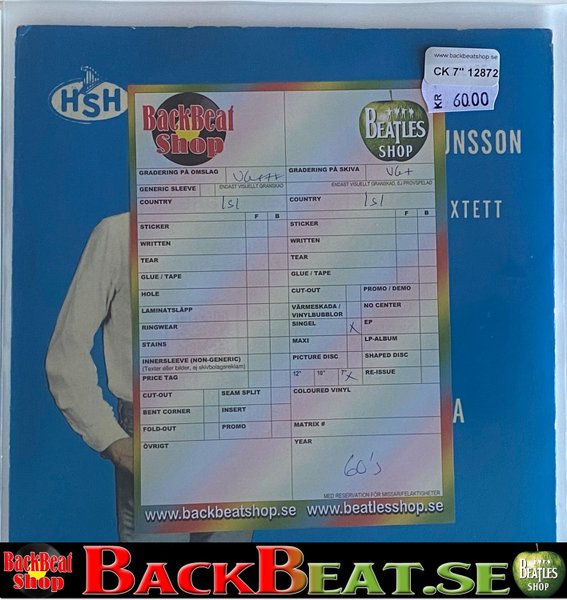 HSH
www.backbeatshop.se
CK 7" 12872
KR 60.00
BackBeat
Shop
BEATLES
SHOP
UNSSON
XTETT
A
GRADERING PÅ OMSLAG VG+++ GRADERING PÅ SKIVA VG+
GENERIC SLEEVE ENDAST VISUELLT GRANSKAD ENDAST VISUELLT GRANSKAD, EJ PROVSPELAD
COUNTRY Isl COUNTRY Isl
F B F B
STICKER STICKER
WRITTEN WRITTEN
TEAR TEAR
GLUE / TAPE GLUE / TAPE
HOLE CUT-OUT PROMO / DEMO
LAMINATSLÄPP VÄRMESKADA / VINYLBUBBLOR NO CENTER
RINGWEAR SINGEL X EP
STAINS MAXI LP-ALBUM
INNERSLEEVE (NON-GENERIC) PICTURE DISC SHAPED DISC
(Texter eller bilder, ej skivbolagsreklam)
PRICE TAG 12" 10" 7" X RE-ISSUE
CUT-OUT SEAM SPLIT COLOURED VINYL
BENT CORNER INSERT
FOLD-OUT PROMO MATRIX #
ÖVRIGT YEAR
60's
MED RESERVATION FÖR MISSAR/FELAKTIGHETER
www.backbeatshop.se www.beatlesshop.se
BackBeat
Shop
BACKBEAT.SE
BEATLES
SHOP